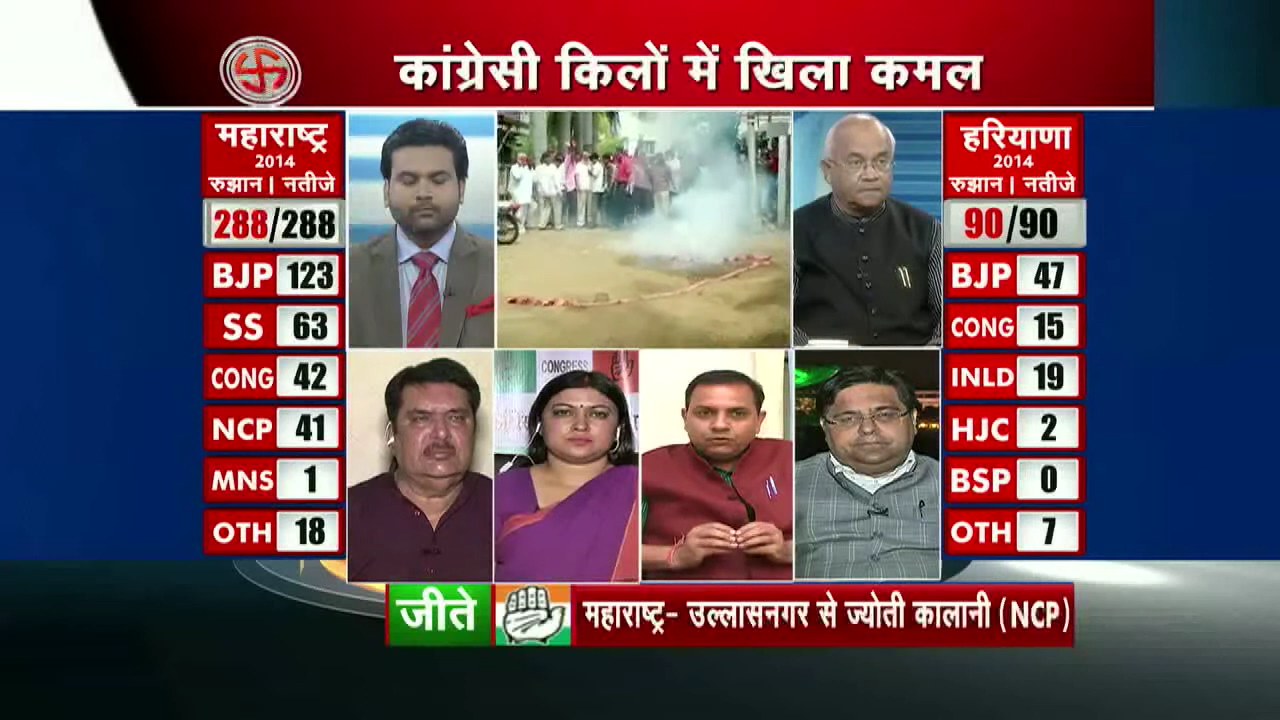 कांग्रेसी किलों में खिला कमल
महाराष्ट्र
2014
रुझान | नतीजे
288/288
BJP 123
SS 63
CONG 42
NCP 41
MNS 1
OTH 18
CONGRESS
हरियाणा
2014
रुझान | नतीजे
90/90
BJP 47
CONG 15
INLD 19
HJC 2
BSP 0
OTH 7
जीते महाराष्ट्र- उल्लासनगर से ज्योती कालानी (NCP)